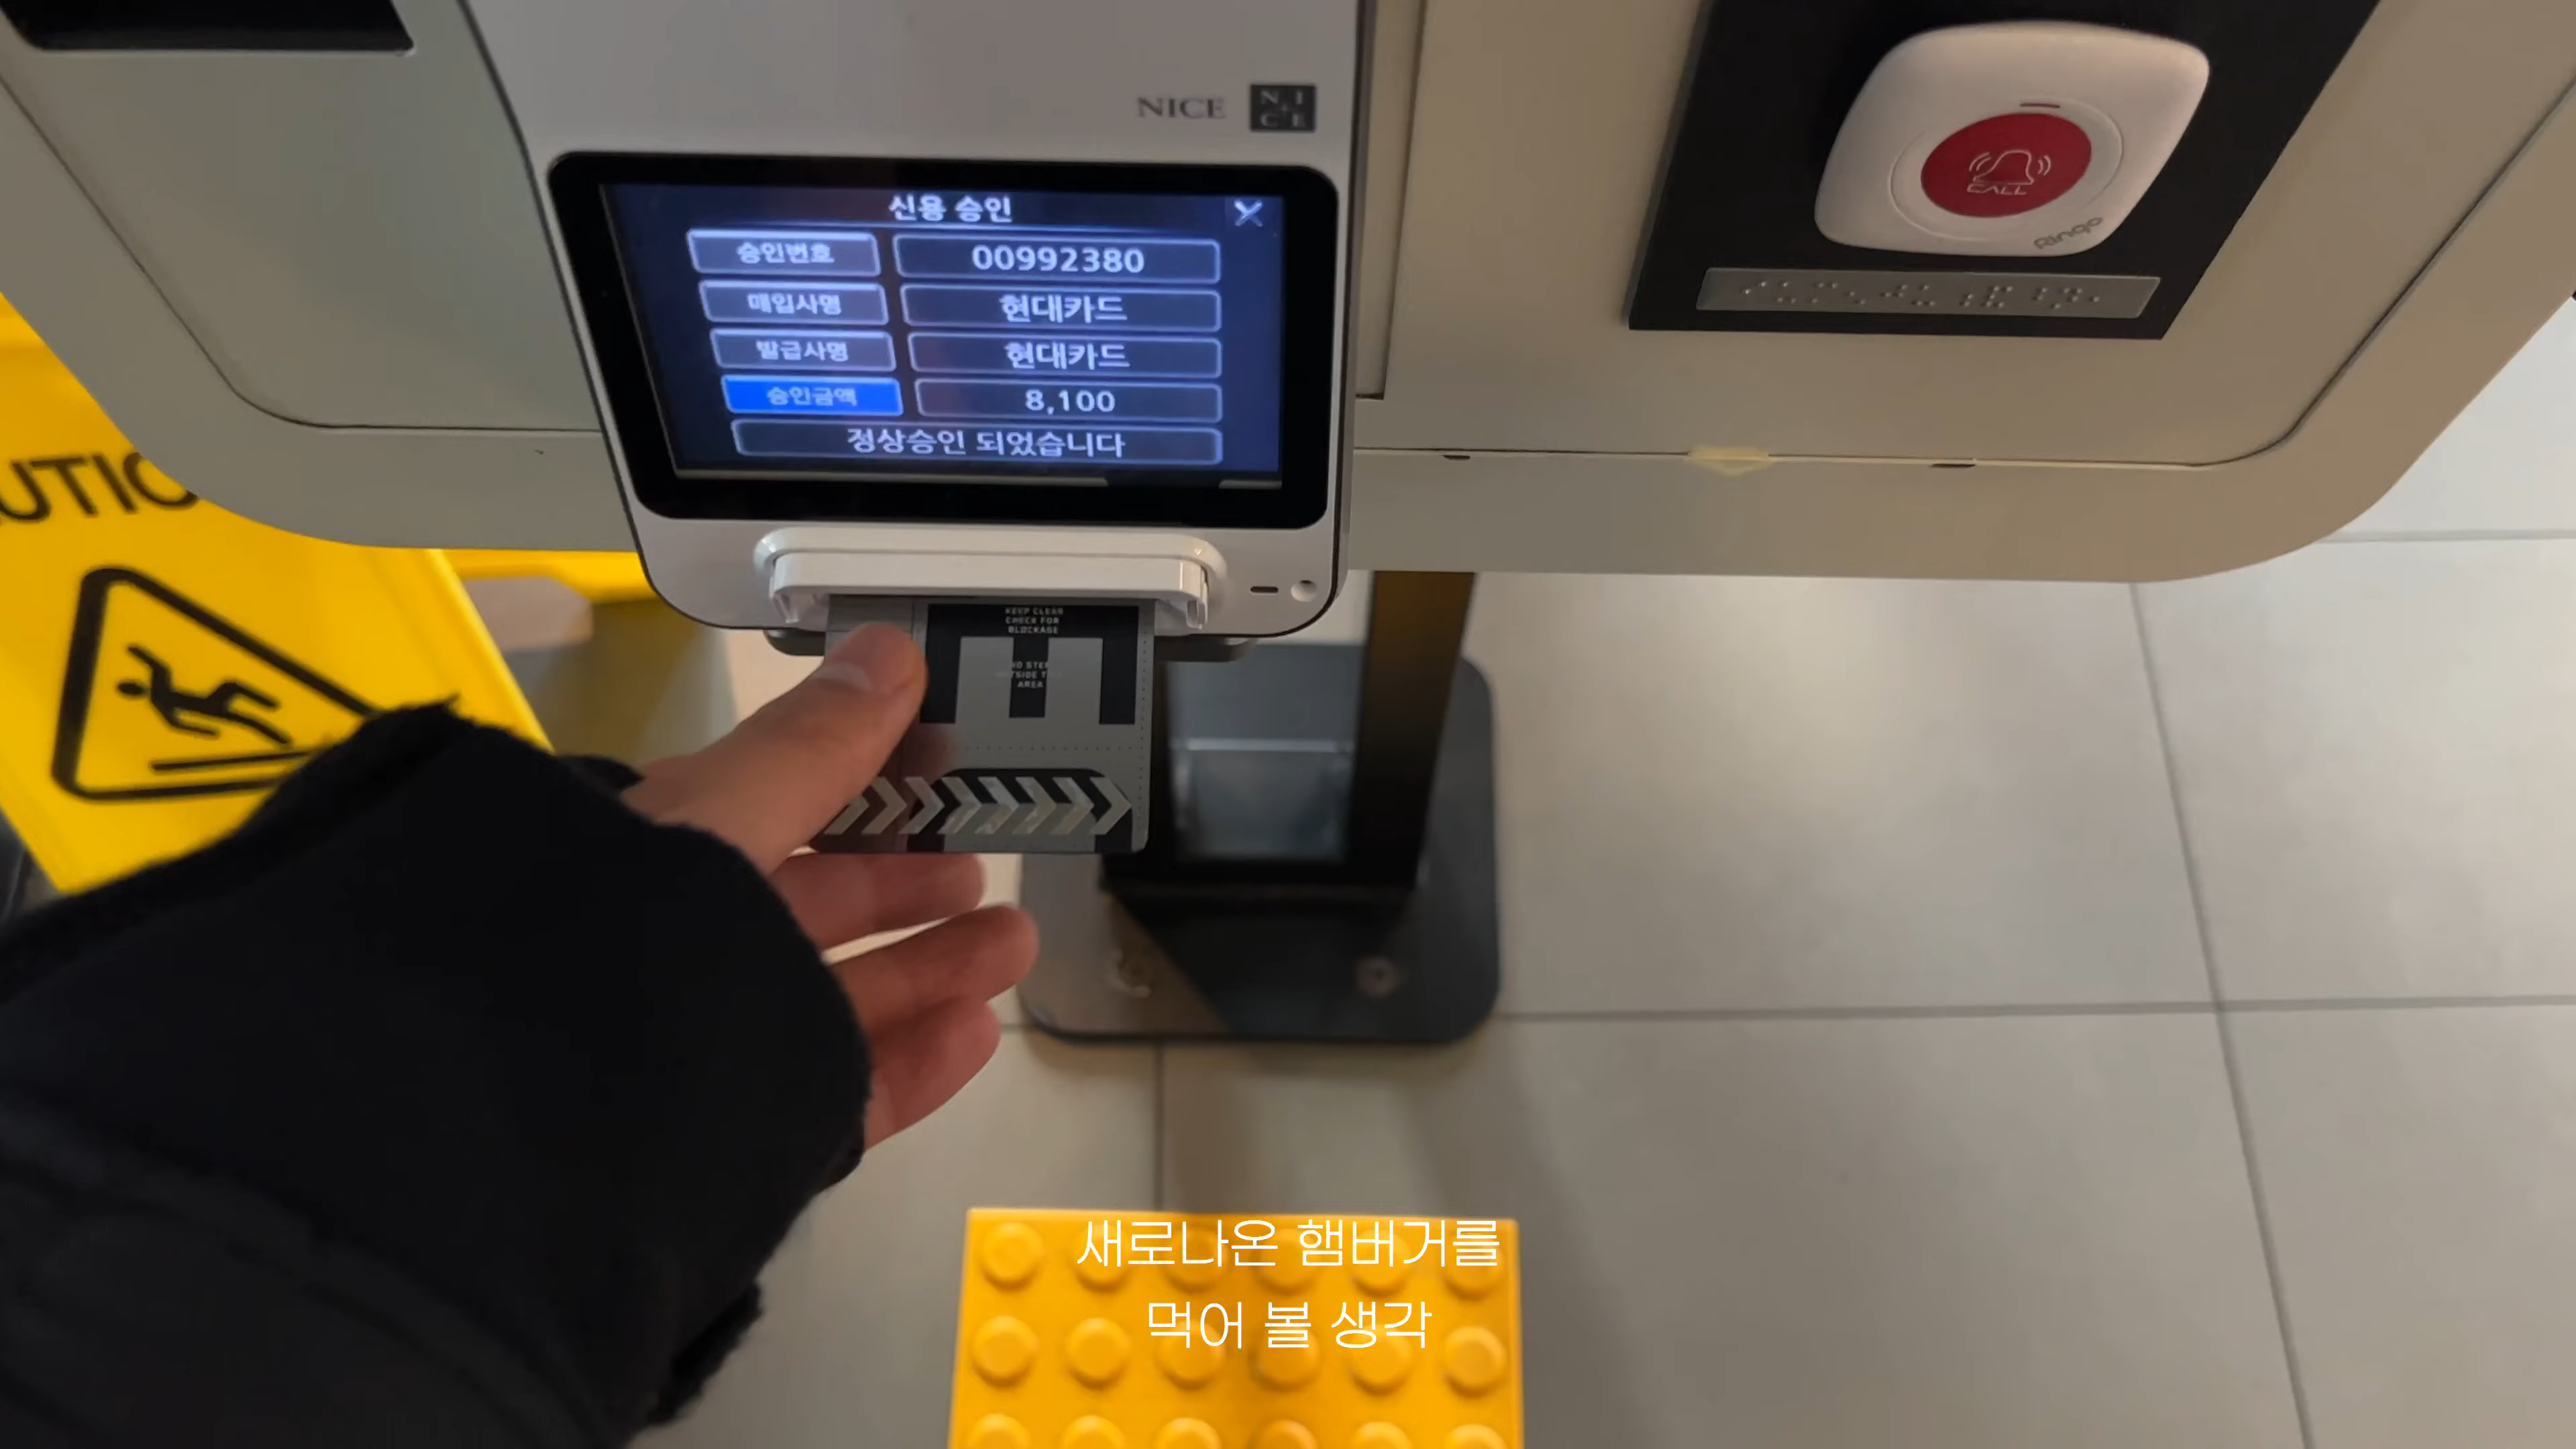 NICE
N I
C E
신용 승인
승인번호 00992380
매입사명 현대카드
발급사명 현대카드
승인금액 8,100
정상승인 되었습니다
CALL
Ringo
KEEP CLEAR
CHECK FOR
BLOCKAGE
AREA
새로나온 햄버거를
먹어 볼 생각